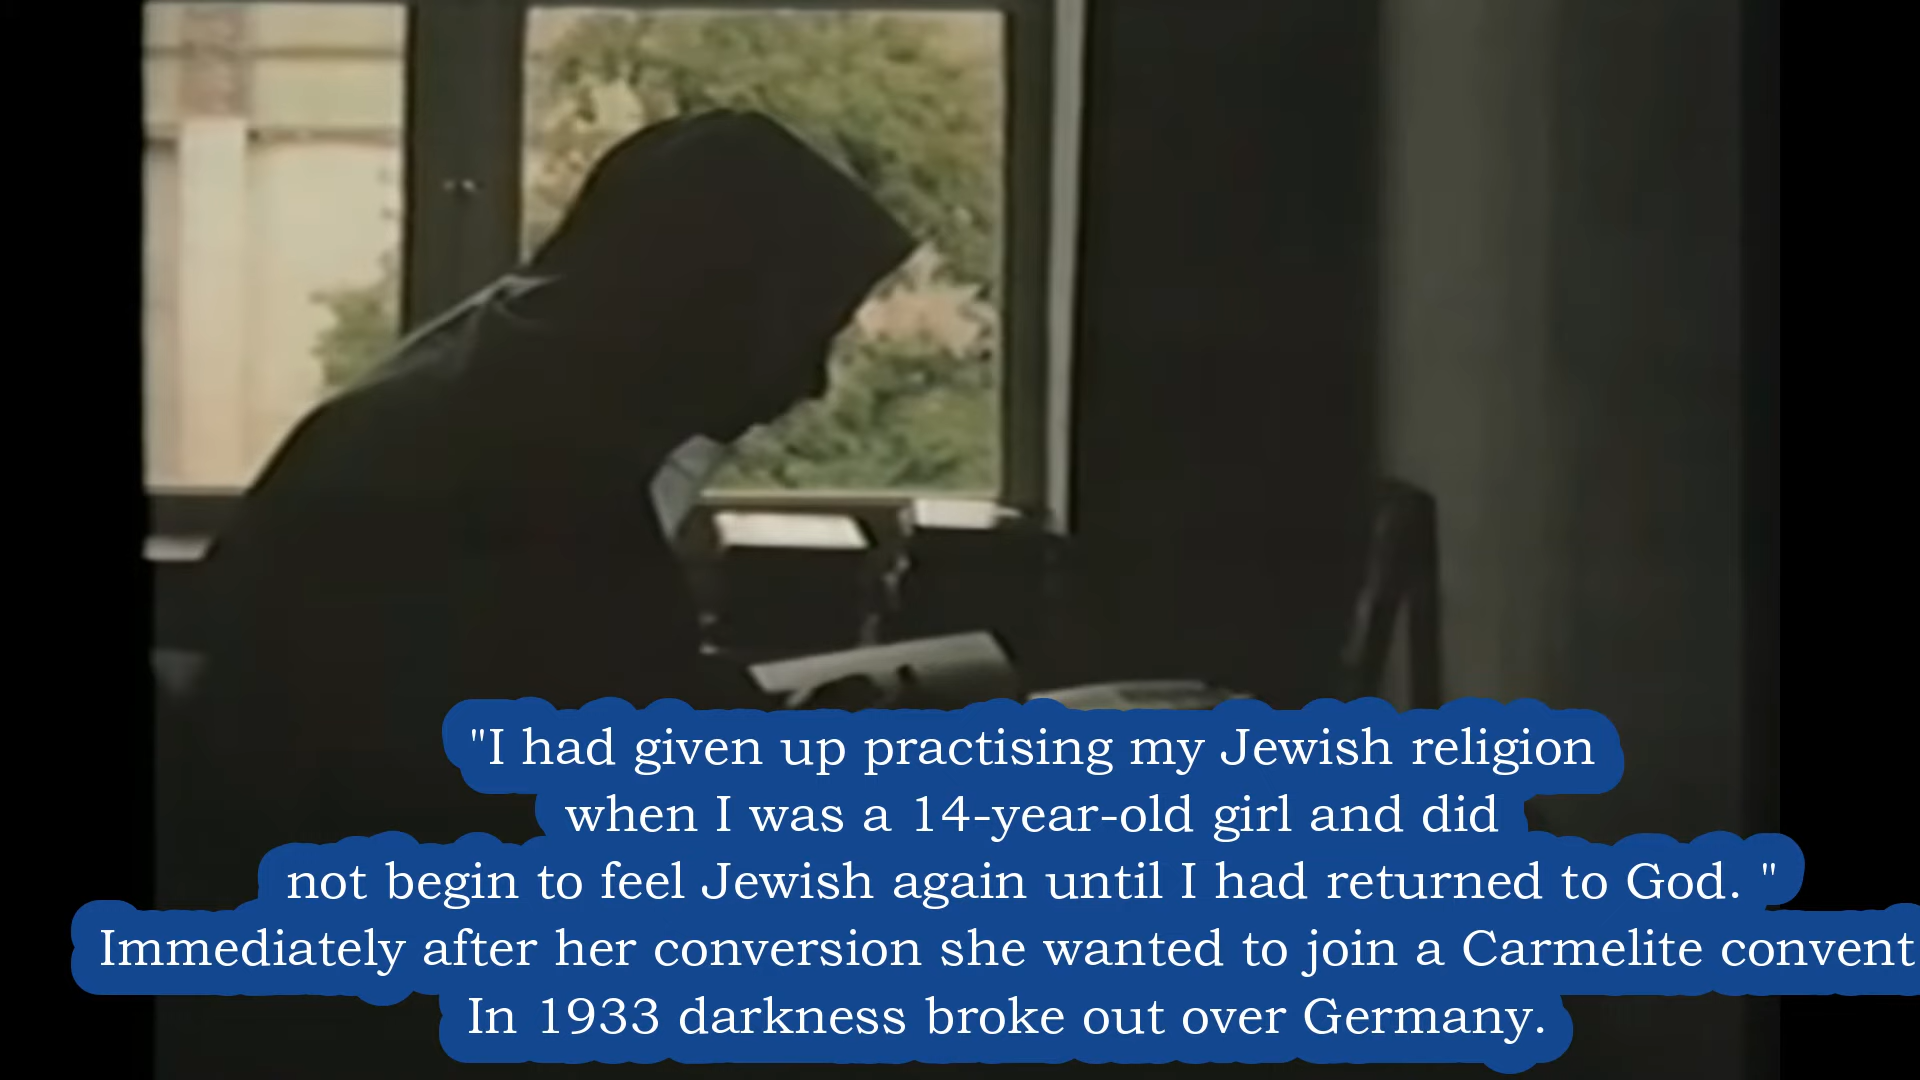 "I had given up practising my Jewish religion
when I was a 14-year-old girl and did
not begin to feel Jewish again until I had returned to God. "
Immediately after her conversion she wanted to join a Carmelite convent
In 1933 darkness broke out over Germany.